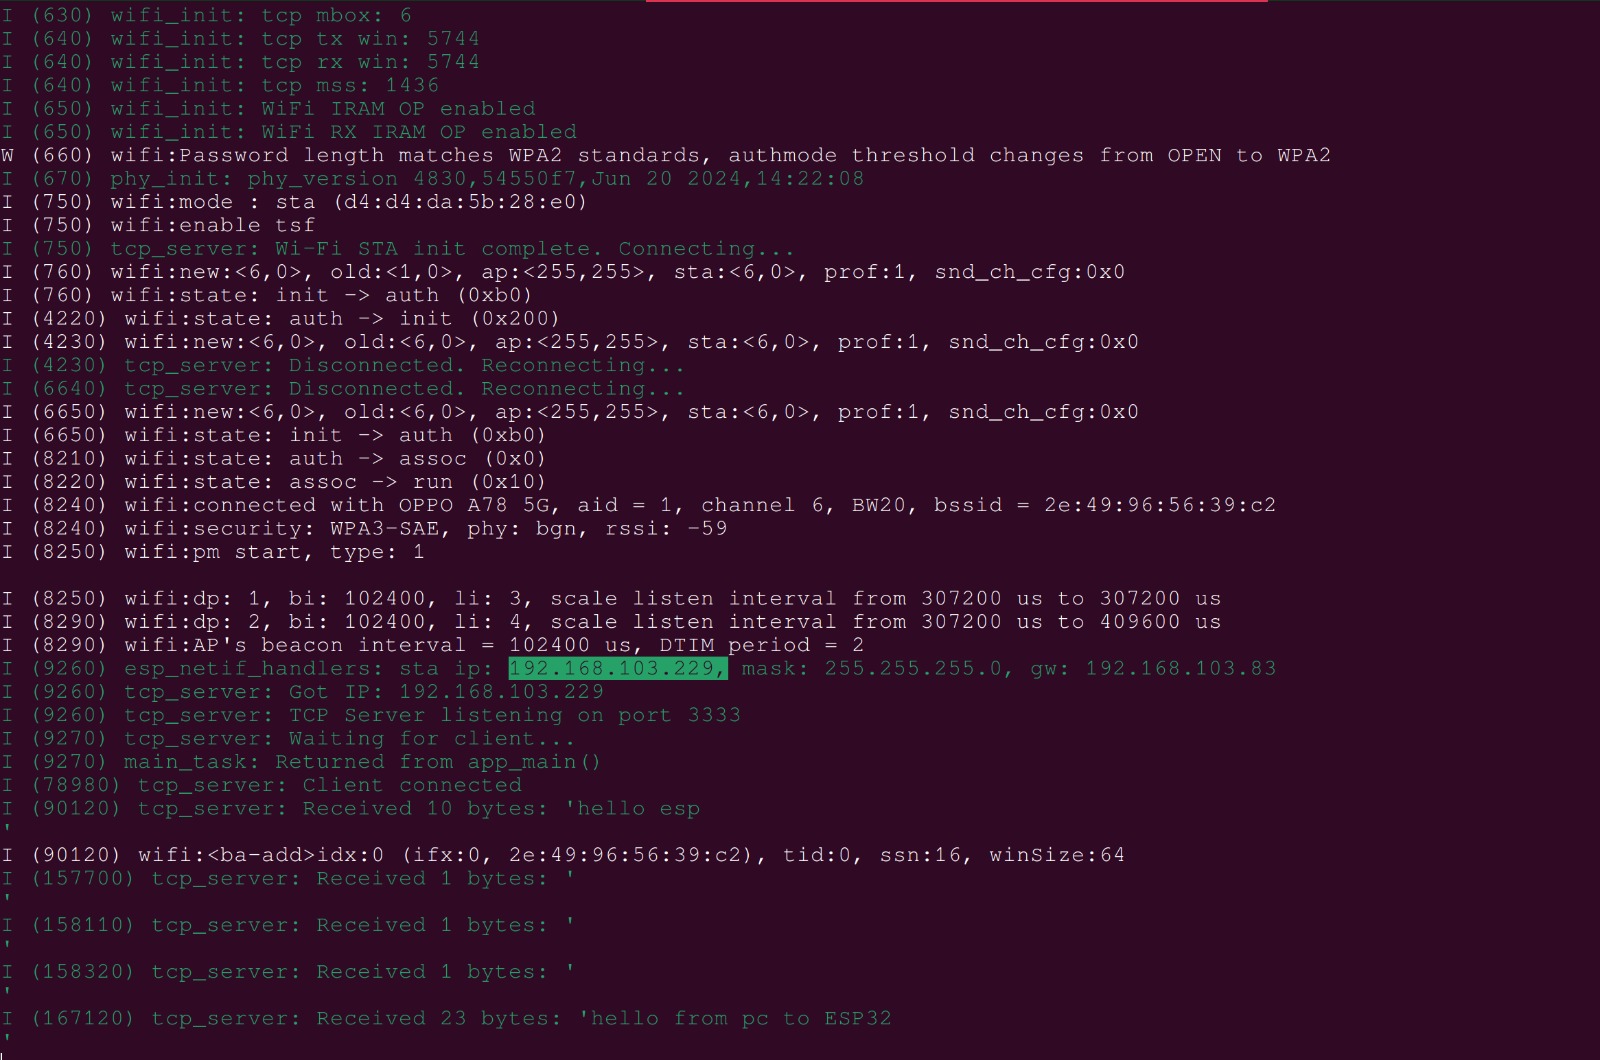 I (630) wifi_init: tcp mbox: 6
I (640) wifi_init: tcp tx win: 5744
I (640) wifi_init: tcp rx win: 5744
I (640) wifi_init: tcp mss: 1436
I (650) wifi_init: WiFi IRAM OP enabled
I (650) wifi_init: WiFi RX IRAM OP enabled
W (660) wifi:Password length matches WPA2 standards, authmode threshold changes from OPEN to WPA2
I (670) phy_init: phy_version 4830,54550f7,Jun 20 2024,14:22:08
I (750) wifi:mode : sta (d4:d4:da:5b:28:e0)
I (750) wifi:enable tsf
I (750) tcp_server: Wi-Fi STA init complete. Connecting...
I (760) wifi:new:<6,0>, old:<1,0>, ap:<255,255>, sta:<6,0>, prof:1, snd_ch_cfg:0x0
I (760) wifi:state: init -> auth (0xb0)
I (4220) wifi:state: auth -> init (0x200)
I (4230) wifi:new:<6,0>, old:<6,0>, ap:<255,255>, sta:<6,0>, prof:1, snd_ch_cfg:0x0
I (4230) tcp_server: Disconnected. Reconnecting...
I (6640) tcp_server: Disconnected. Reconnecting...
I (6650) wifi:new:<6,0>, old:<6,0>, ap:<255,255>, sta:<6,0>, prof:1, snd_ch_cfg:0x0
I (6650) wifi:state: init -> auth (0xb0)
I (8210) wifi:state: auth -> assoc (0x0)
I (8220) wifi:state: assoc -> run (0x10)
I (8240) wifi:connected with OPPO A78 5G, aid = 1, channel 6, BW20, bssid = 2e:49:96:56:39:c2
I (8240) wifi:security: WPA3-SAE, phy: bgn, rssi: -59
I (8250) wifi:pm start, type: 1
I (8250) wifi:dp: 1, bi: 102400, li: 3, scale listen interval from 307200 us to 307200 us
I (8290) wifi:dp: 2, bi: 102400, li: 4, scale listen interval from 307200 us to 409600 us
I (8290) wifi:AP's beacon interval = 102400 us, DTIM period = 2
I (9260) esp_netif_handlers: sta ip: 192.168.103.229, mask: 255.255.255.0, gw: 192.168.103.83
I (9260) tcp_server: Got IP: 192.168.103.229
I (9260) tcp_server: TCP Server listening on port 3333
I (9270) tcp_server: Waiting for client...
I (9270) main_task: Returned from app_main()
I (78980) tcp_server: Client connected
I (90120) tcp_server: Received 10 bytes: 'hello esp
'
I (90120) wifi:<ba-add>idx:0 (ifx:0, 2e:49:96:56:39:c2), tid:0, ssn:16, winSize:64
I (157700) tcp_server: Received 1 bytes: '
'
I (158110) tcp_server: Received 1 bytes: '
'
I (158320) tcp_server: Received 1 bytes: '
'
I (167120) tcp_server: Received 23 bytes: 'hello from pc to ESP32
'